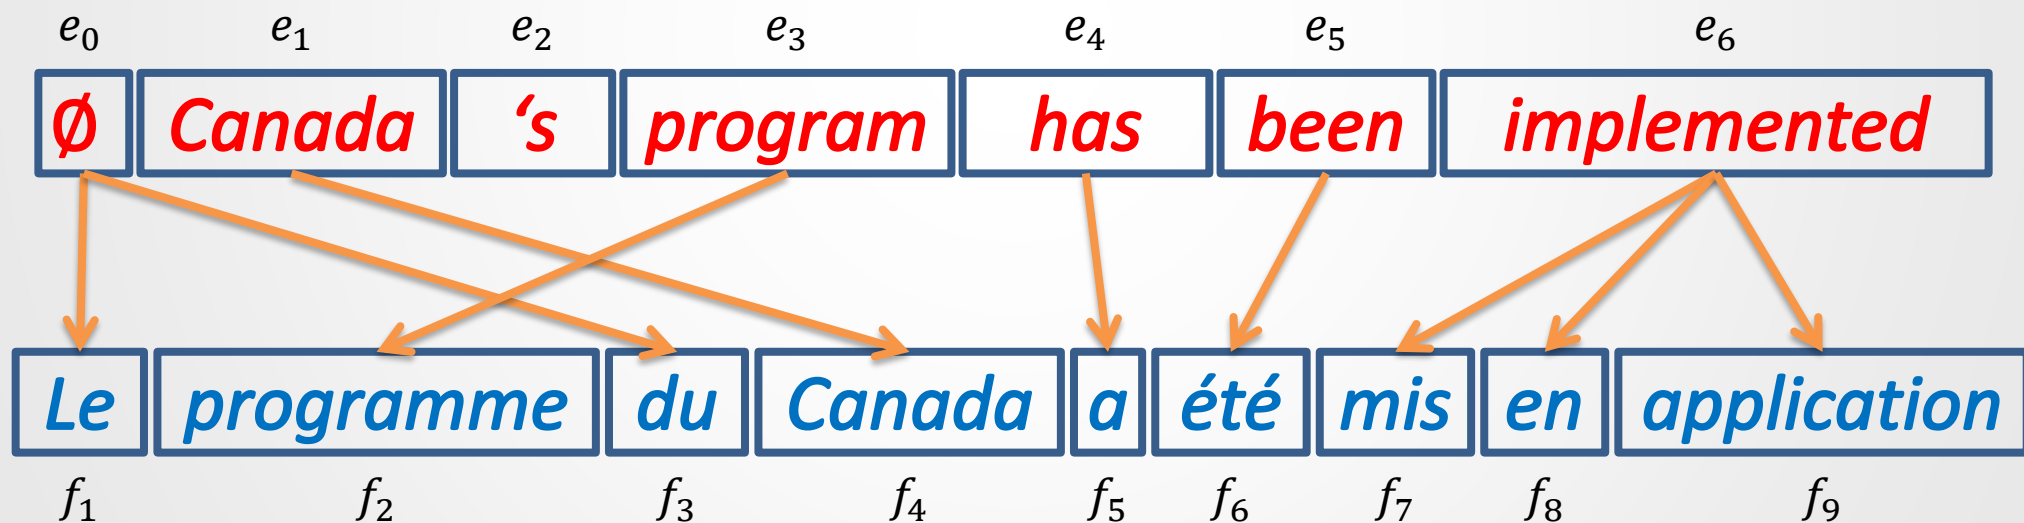 e₀ e₁ e₂ e₃ e₄ e₅ e₆
Ø Canada ‘s program has been implemented
Le programme du Canada a été mis en application
f₁ f₂ f₃ f₄ f₅ f₆ f₇ f₈ f₉